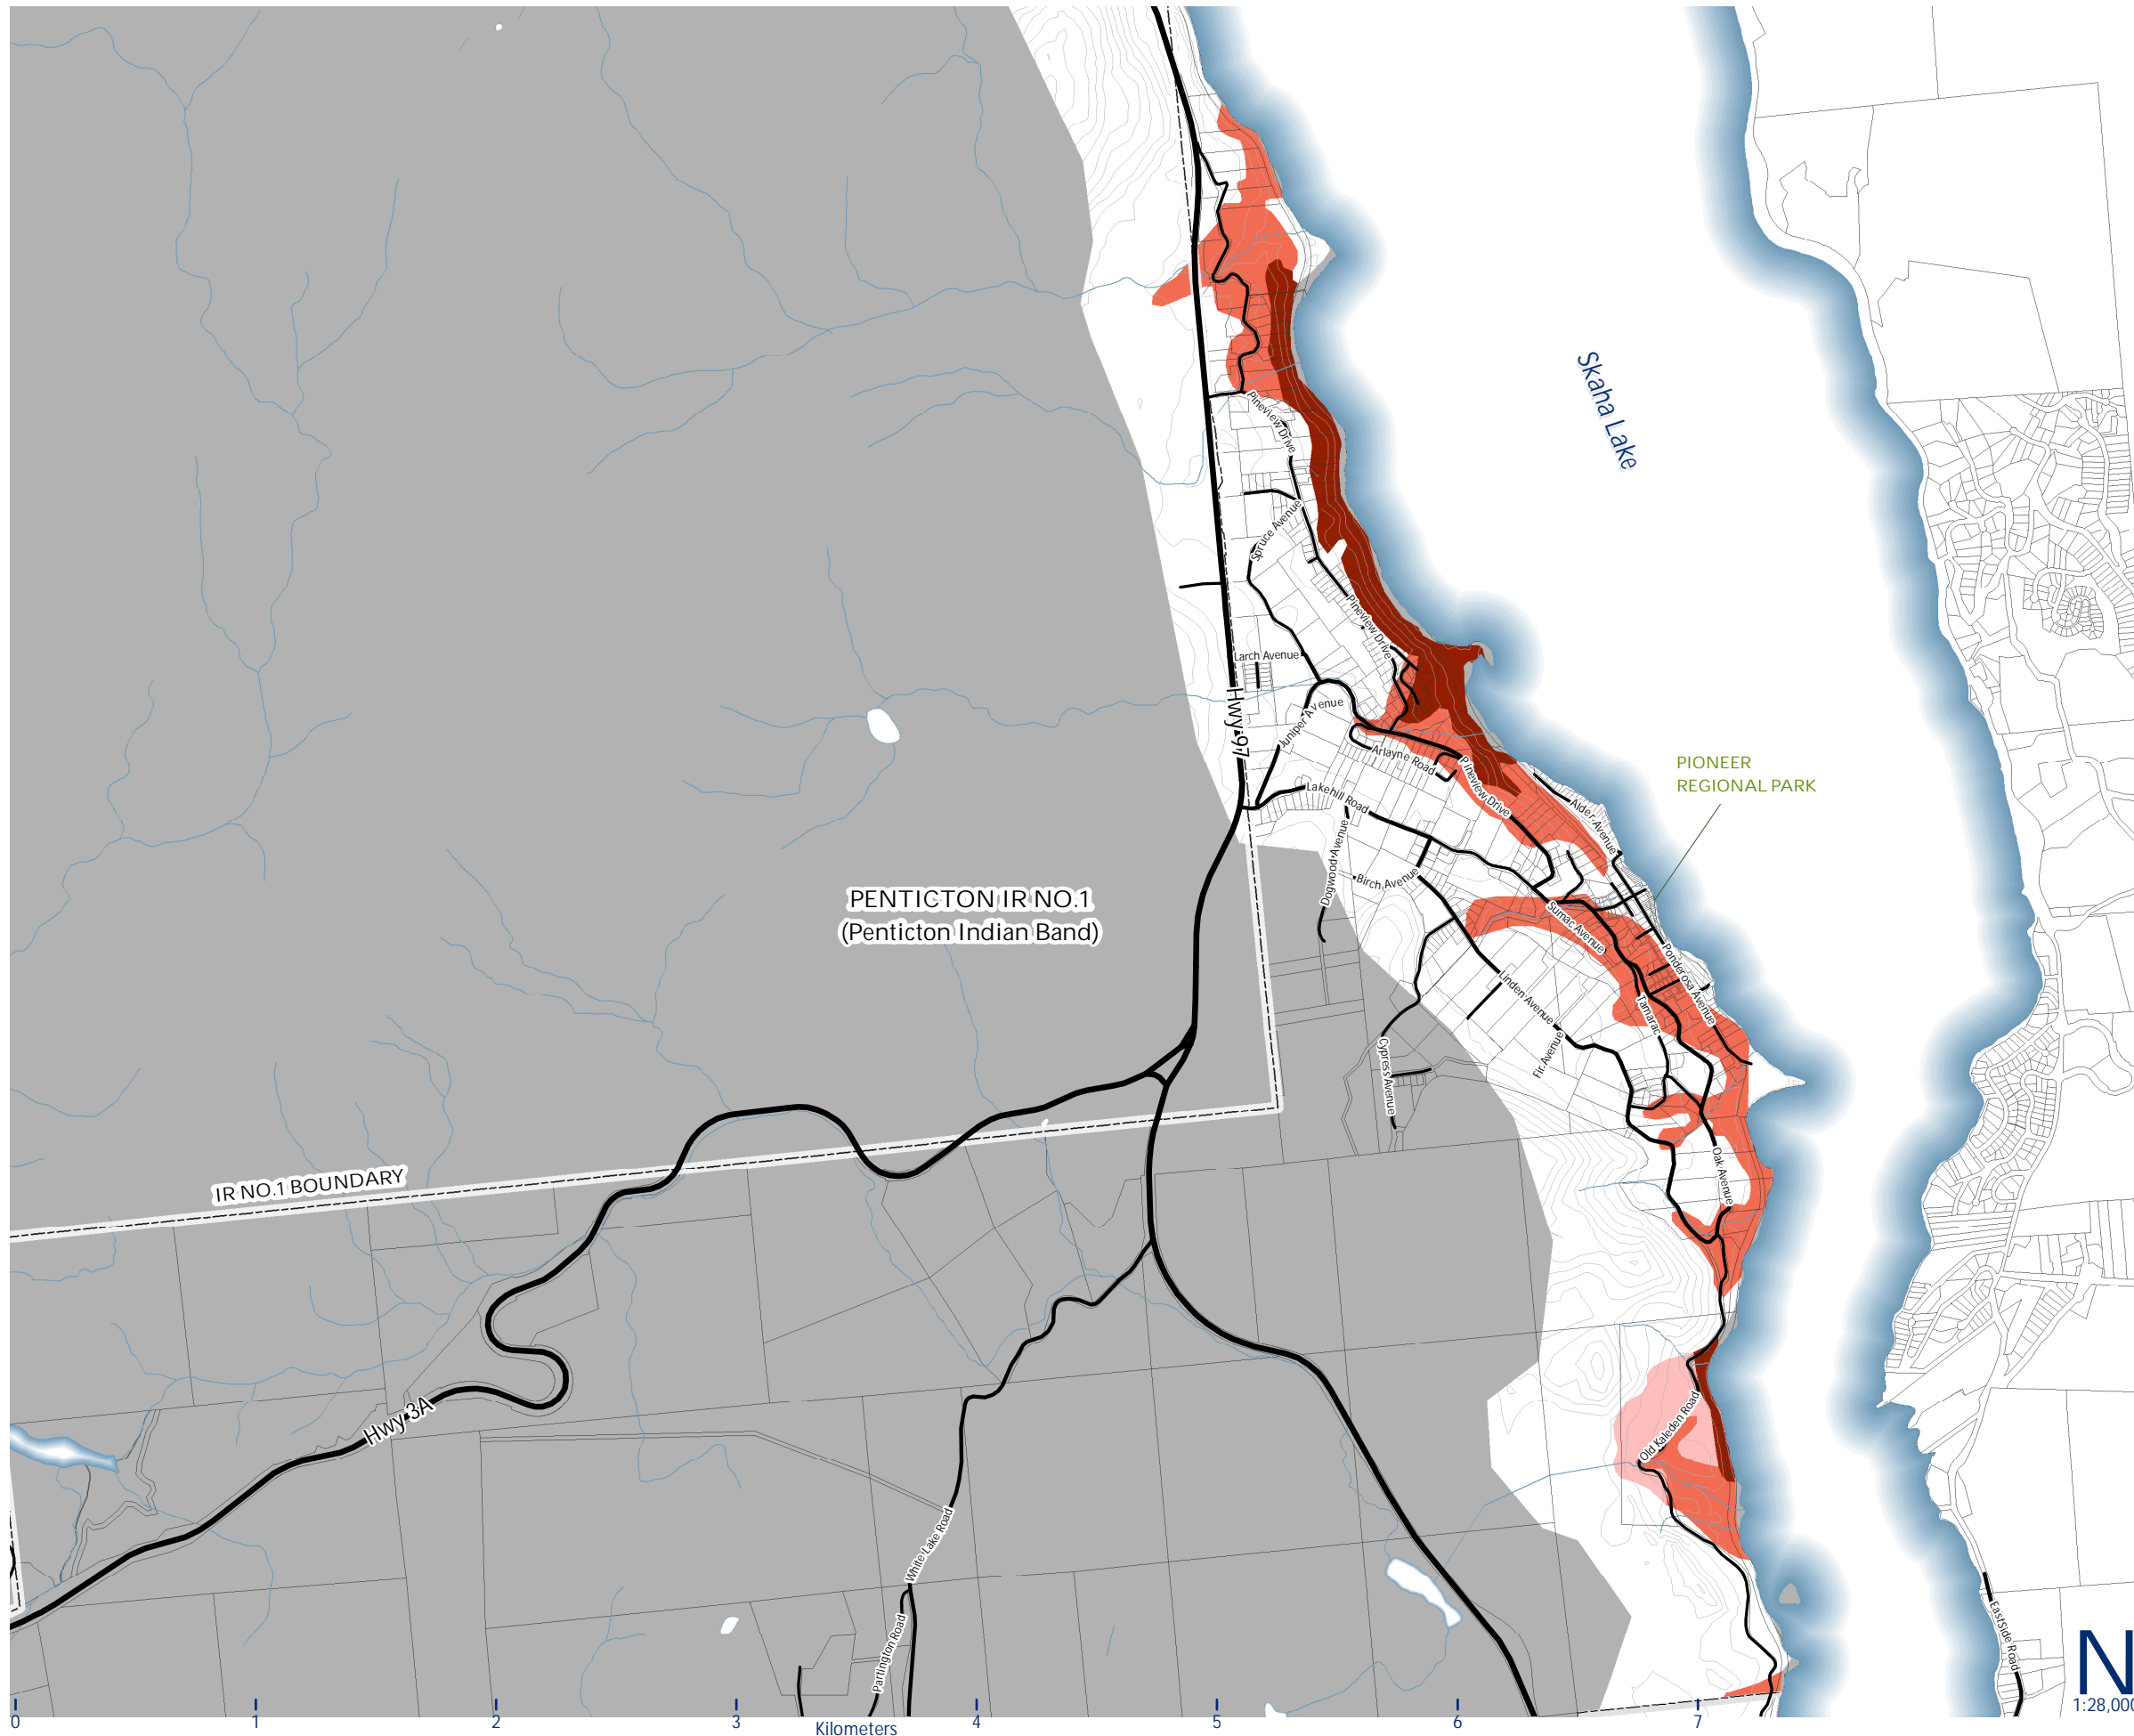 Skaha Lake
Pineview Drive
Spruce Avenue
Pineview Drive
Larch Avenue
Hwy 97
Juniper Avenue
Arlayne Road
Pineview Drive
PIONEER
REGIONAL PARK
Lakehill Road
Alder Avenue
Dogwood Avenue
Birch Avenue
PENTICTON IR NO.1
(Penticton Indian Band)
Sumac Avenue
Ponderosa Avenue
Linden Avenue
Tamarac
Fir Avenue
Cypress Avenue
Oak Avenue
IR NO.1 BOUNDARY
Hwy 3A
Old Kaleden Road
White Lake Road
Partington Road
EastSide Road
N
1:28,000
0 1 2 3 4 5 6 7
Kilometers